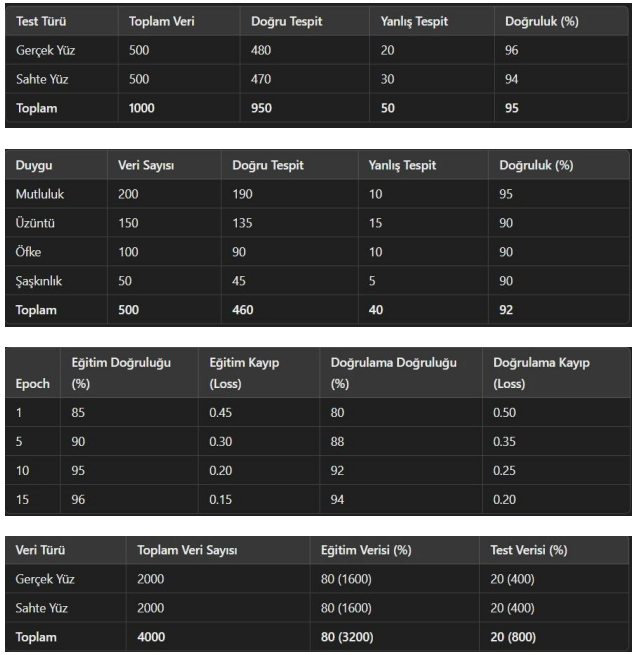 Test Türü Toplam Veri Doğru Tespit Yanlış Tespit Doğruluk (%)
Gerçek Yüz 500 480 20 96
Sahte Yüz 500 470 30 94
Toplam 1000 950 50 95
Duygu Veri Sayısı Doğru Tespit Yanlış Tespit Doğruluk (%)
Mutluluk 200 190 10 95
Üzüntü 150 135 15 90
Öfke 100 90 10 90
Şaşkınlık 50 45 5 90
Toplam 500 460 40 92
Eğitim Doğruluğu Eğitim Kayıp Doğrulama Doğruluğu Doğrulama Kayıp
Epoch (%) (Loss) (%) (Loss)
1 85 0.45 80 0.50
5 90 0.30 88 0.35
10 95 0.20 92 0.25
15 96 0.15 94 0.20
Veri Türü Toplam Veri Sayısı Eğitim Verisi (%) Test Verisi (%)
Gerçek Yüz 2000 80 (1600) 20 (400)
Sahte Yüz 2000 80 (1600) 20 (400)
Toplam 4000 80 (3200) 20 (800)